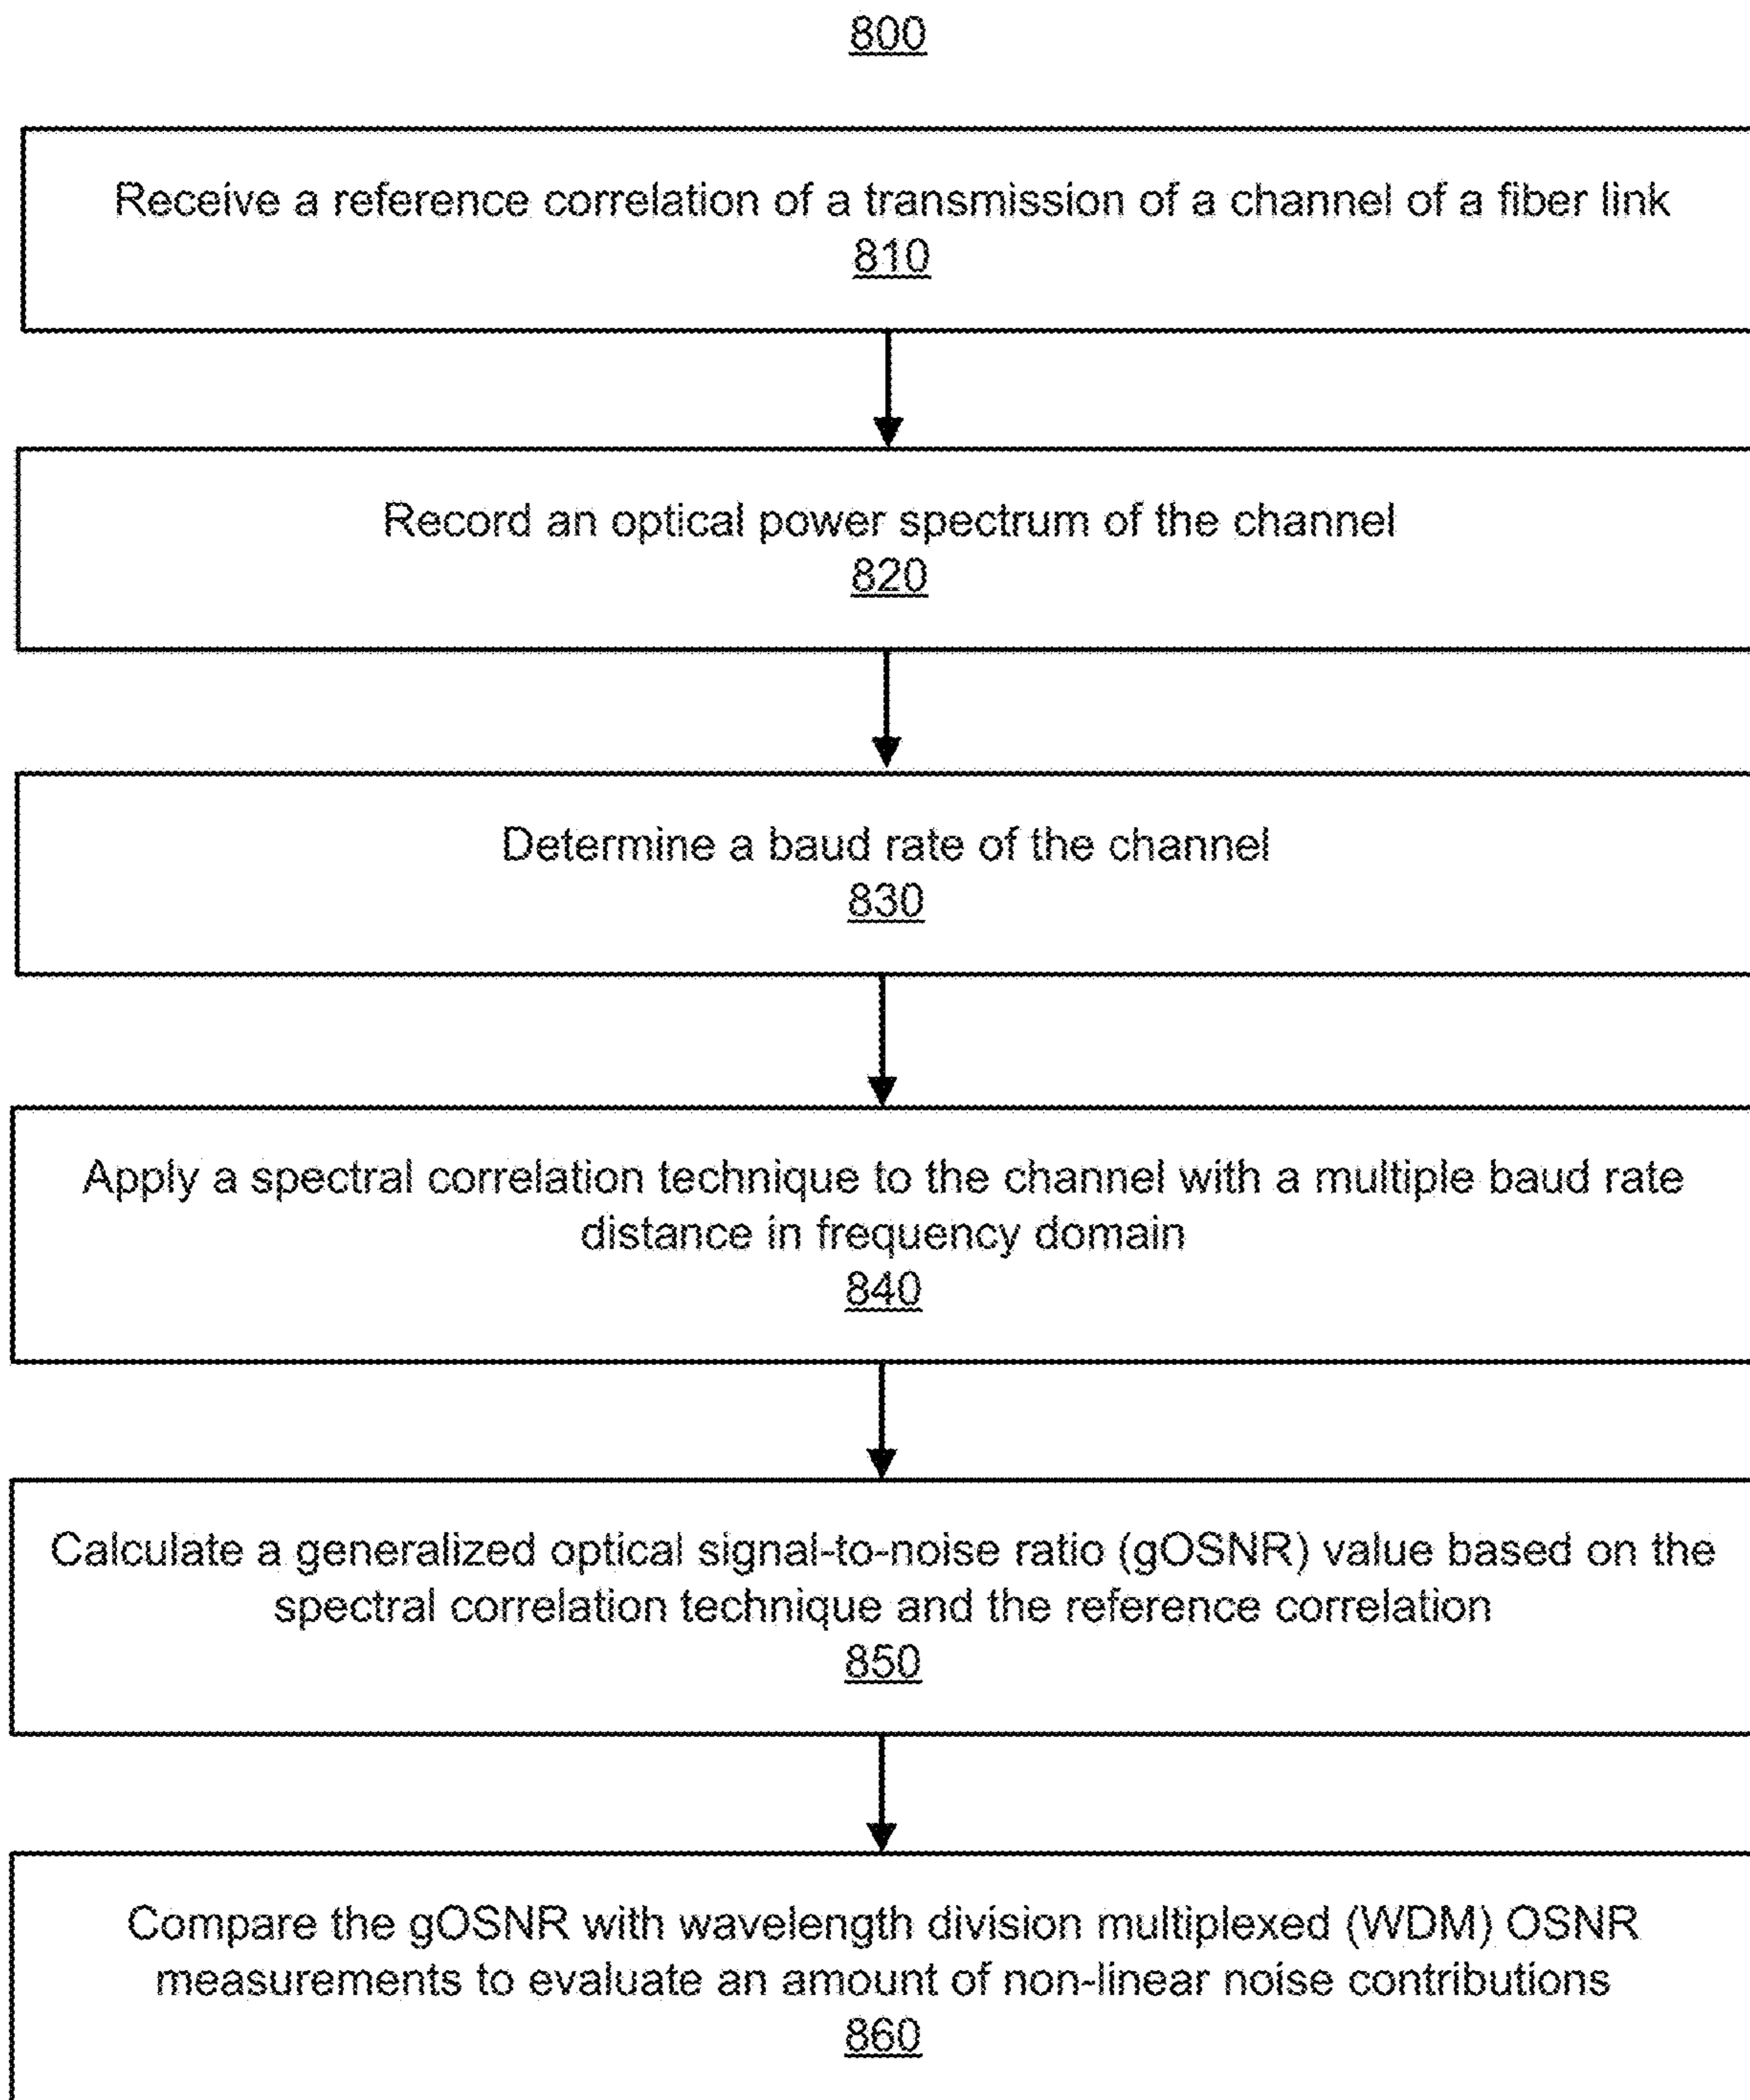 800
Receive a reference correlation of a transmission of a channel of a fiber link
810
Record an optical power spectrum of the channel
820
Determine a baud rate of the channel
830
Apply a spectral correlation technique to the channel with a multiple baud rate
distance in frequency domain
840
Calculate a generalized optical signal-to-noise ratio (gOSNR) value based on the
spectral correlation technique and the reference correlation
850
Compare the gOSNR with wavelength division multiplexed (WDM) OSNR
measurements to evaluate an amount of non-linear noise contributions
860